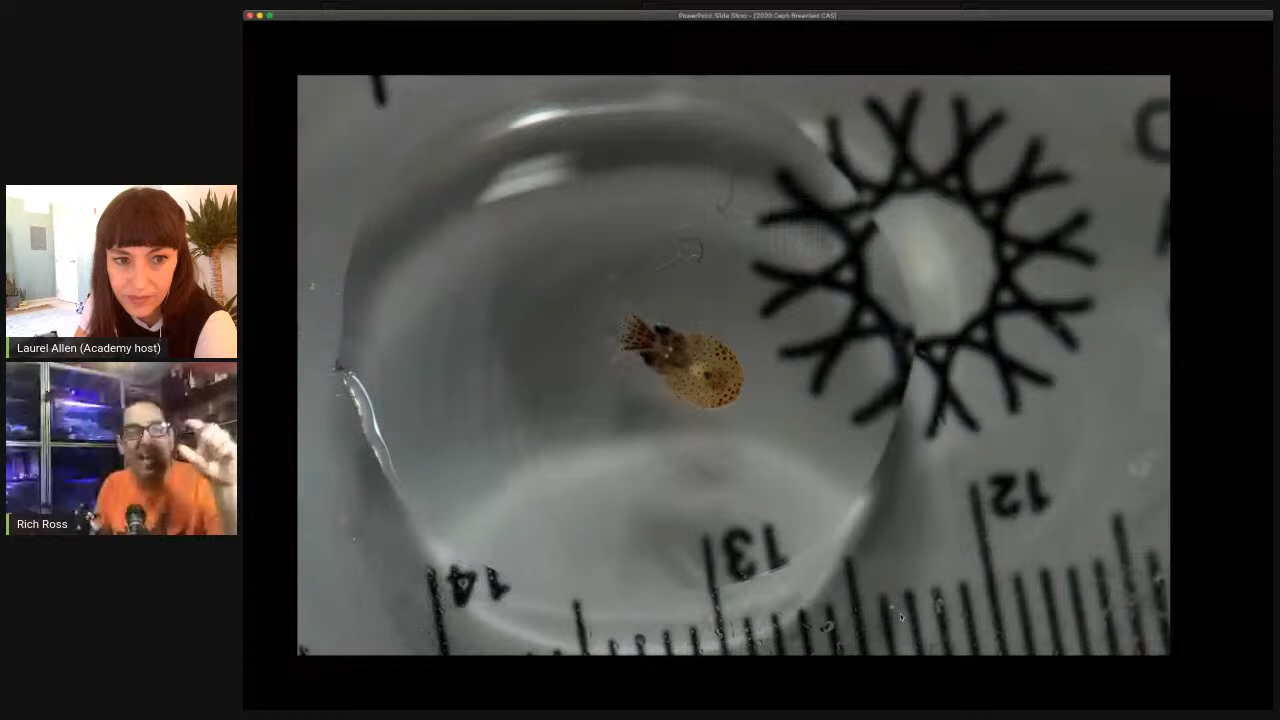 PowerPoint Slide Show - [2020 Ceph Breakfast CAS]
Laurel Allen (Academy host)
Rich Ross
12
13
14